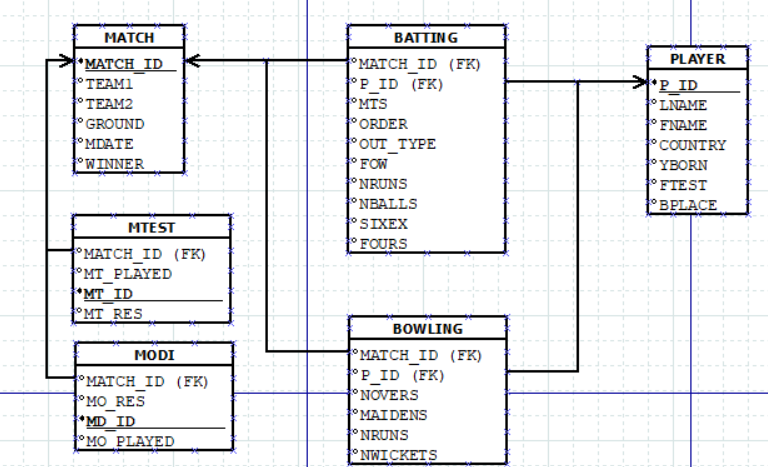 MATCH
MATCH_ID
TEAM1
TEAM2
GROUND
MDATE
WINNER
MTEST
MATCH_ID (FK)
MT_PLAYED
MT_ID
MT_RES
MODI
MATCH_ID (FK)
MO_RES
MD_ID
MO_PLAYED
BATTING
MATCH_ID (FK)
P_ID (FK)
MTS
ORDER
OUT_TYPE
FOW
NRUNS
NBALLS
SIXEX
FOURS
BOWLING
MATCH_ID (FK)
P_ID (FK)
NOVERS
MAIDENS
NRUNS
NWICKETS
PLAYER
P_ID
LNAME
FNAME
COUNTRY
YBORN
FTEST
BPLACE